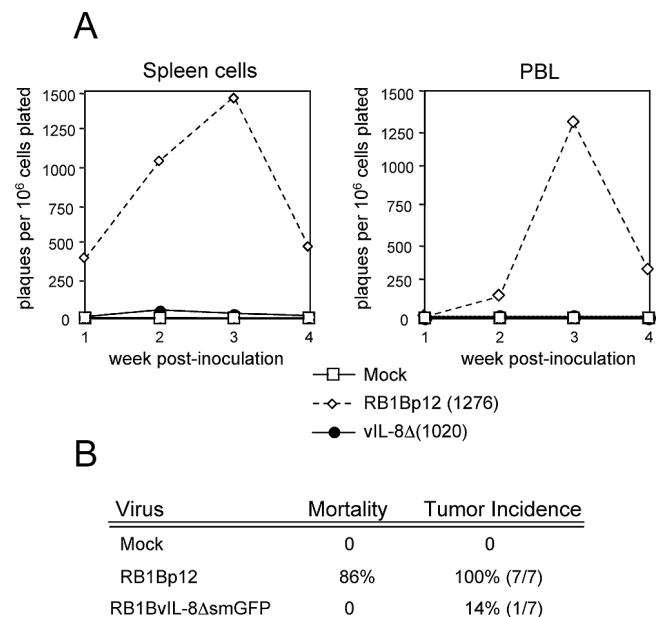 A
Spleen cells
plaques per 10⁶ cells plated
1500
1250
1000
750
500
250
0
1 2 3 4
week post-inoculation
PBL
plaques per 10⁶ cells plated
1500
1250
1000
750
500
250
0
1 2 3 4
week post-inoculation
Mock
RB1Bp12 (1276)
vIL-8Δ(1020)
B
Virus Mortality Tumor Incidence
Mock 0 0
RB1Bp12 86% 100% (7/7)
RB1BvIL-8ΔsmGFP 0 14% (1/7)